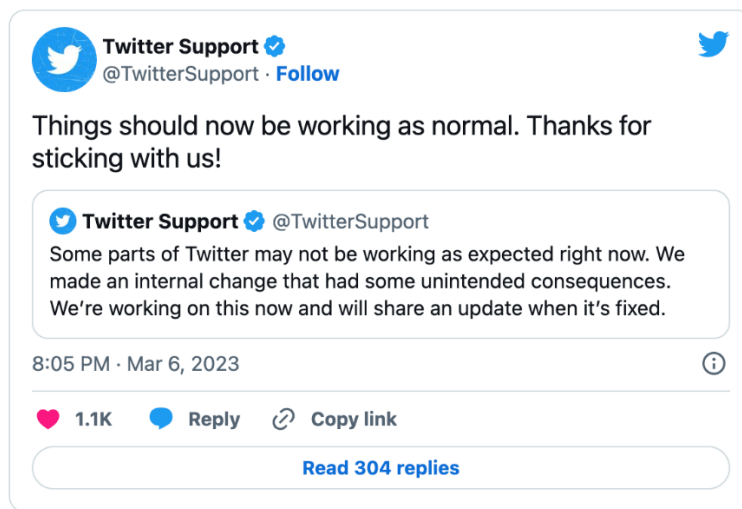 Twitter Support
@TwitterSupport · Follow
Things should now be working as normal. Thanks for
sticking with us!
Twitter Support @TwitterSupport
Some parts of Twitter may not be working as expected right now. We
made an internal change that had some unintended consequences.
We’re working on this now and will share an update when it’s fixed.
8:05 PM · Mar 6, 2023
1.1K Reply Copy link
Read 304 replies